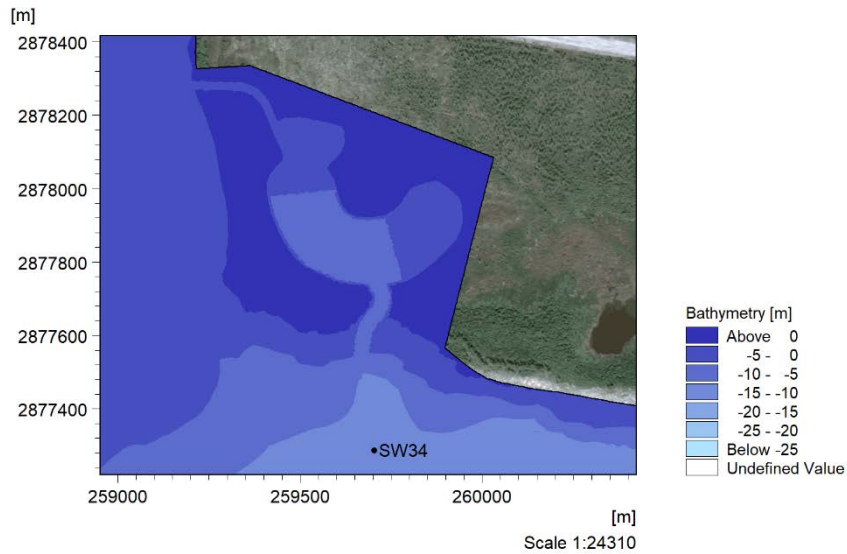 [m]
2878400
2878200
2878000
2877800
2877600
2877400
259000 259500 260000
[m]
Scale 1:24310
SW34
Bathymetry [m]
Above 0
-5 - 0
-10 - -5
-15 - -10
-20 - -15
-25 - -20
Below -25
Undefined Value